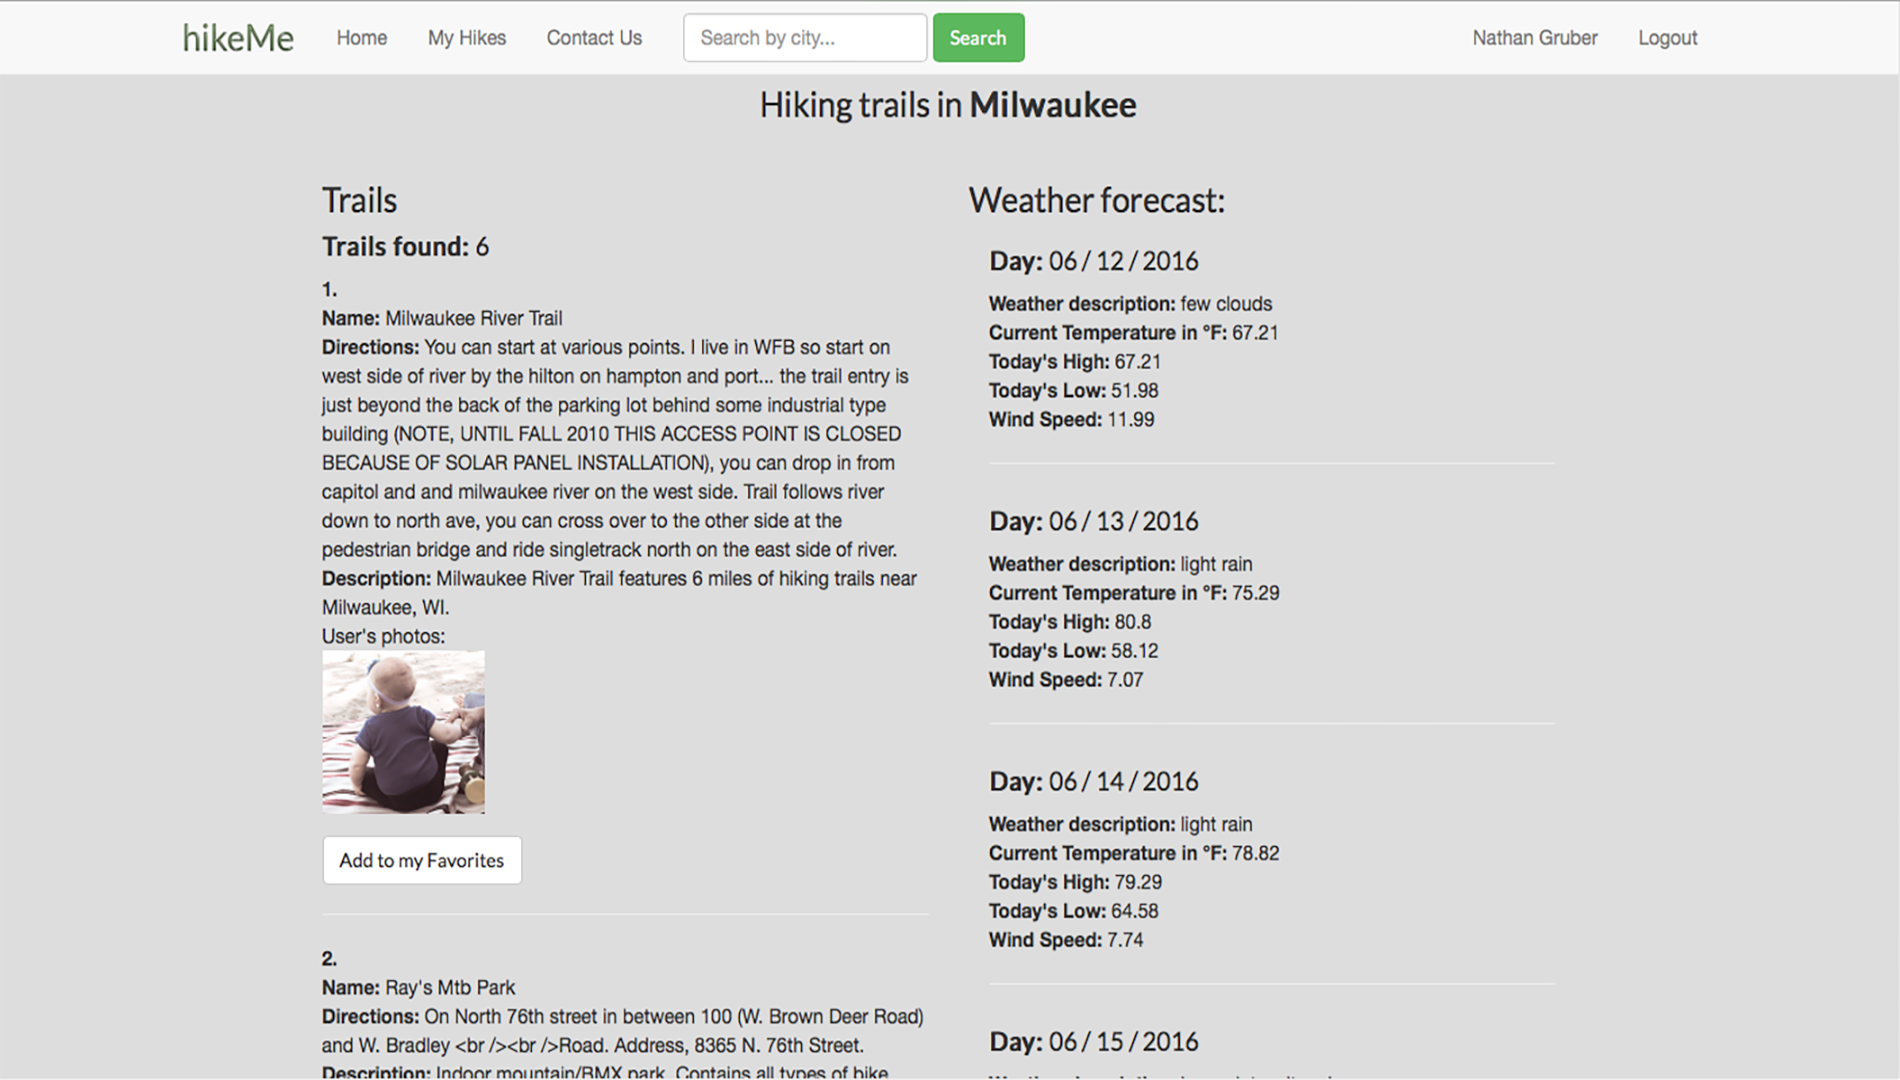 hikeMe Home My Hikes Contact Us Search by city... Search Nathan Gruber Logout
Hiking trails in Milwaukee
Trails
Trails found: 6
1.
Name: Milwaukee River Trail
Directions: You can start at various points. I live in WFB so start on
west side of river by the hilton on hampton and port... the trail entry is
just beyond the back of the parking lot behind some industrial type
building (NOTE, UNTIL FALL 2010 THIS ACCESS POINT IS CLOSED
BECAUSE OF SOLAR PANEL INSTALLATION), you can drop in from
capitol and and milwaukee river on the west side. Trail follows river
down to north ave, you can cross over to the other side at the
pedestrian bridge and ride singletrack north on the east side of river.
Description: Milwaukee River Trail features 6 miles of hiking trails near
Milwaukee, WI.
User's photos:
Add to my Favorites
2.
Name: Ray's Mtb Park
Directions: On North 76th street in between 100 (W. Brown Deer Road)
and W. Bradley <br /><br />Road. Address, 8365 N. 76th Street.
Description: Indoor mountain/BMX park. Contains all types of bike
Weather forecast:
Day: 06 / 12 / 2016
Weather description: few clouds
Current Temperature in °F: 67.21
Today's High: 67.21
Today's Low: 51.98
Wind Speed: 11.99
Day: 06 / 13 / 2016
Weather description: light rain
Current Temperature in °F: 75.29
Today's High: 80.8
Today's Low: 58.12
Wind Speed: 7.07
Day: 06 / 14 / 2016
Weather description: light rain
Current Temperature in °F: 78.82
Today's High: 79.29
Today's Low: 64.58
Wind Speed: 7.74
Day: 06 / 15 / 2016